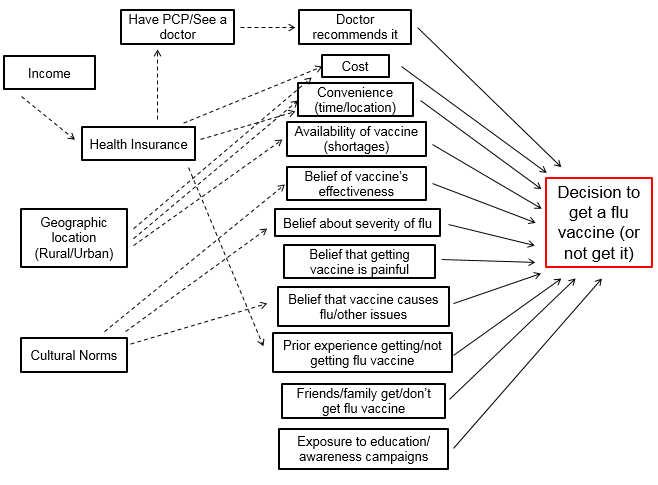 Have PCP/See a
doctor
Doctor
recommends it
Income
Cost
Convenience
(time/location)
Health Insurance
Availability of vaccine
(shortages)
Belief of vaccine's
effectiveness
Decision to
get a flu
vaccine (or
not get it)
Geographic
location
(Rural/Urban)
Belief about severity of flu
Belief that getting
vaccine is painful
Belief that vaccine causes
flu/other issues
Cultural Norms
Prior experience getting/not
getting flu vaccine
Friends/family get/don't
get flu vaccine
Exposure to education/
awareness campaigns